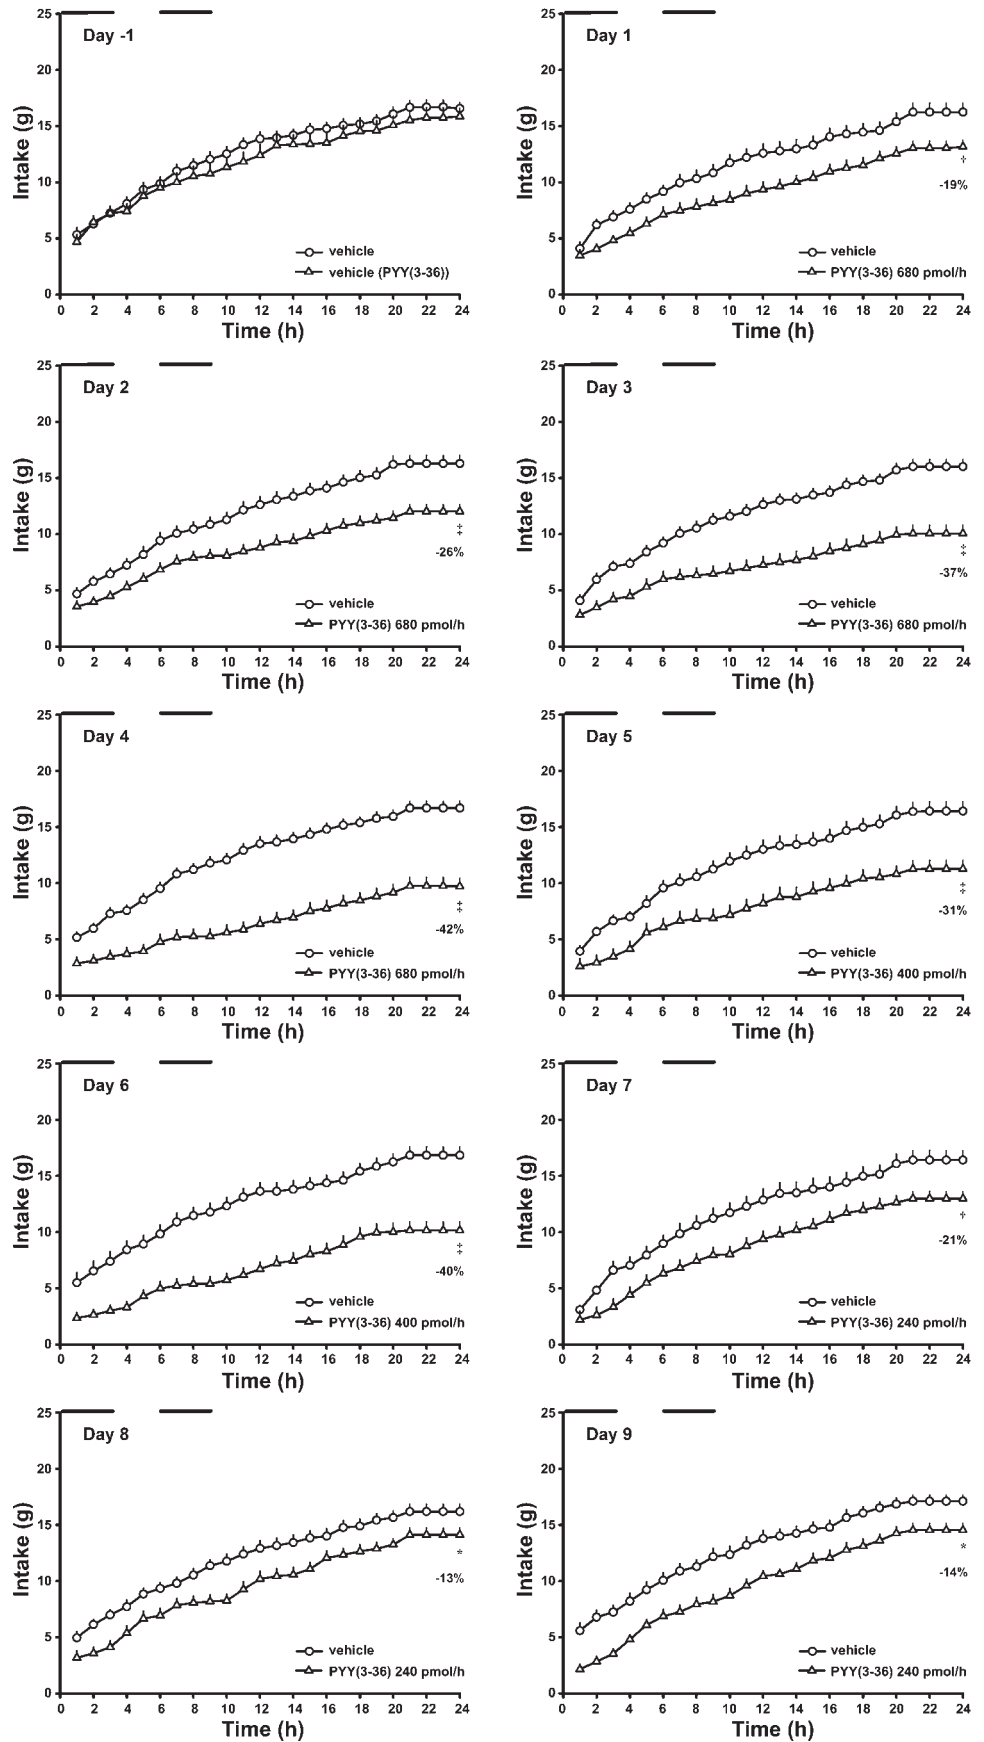 Day -1
Intake (g)
25
20
15
10
5
0
vehicle
vehicle (PYY(3-36))
0 2 4 6 8 10 12 14 16 18 20 22 24
Time (h)
Day 1
Intake (g)
25
20
15
10
5
0
†
-19%
vehicle
PYY(3-36) 680 pmol/h
0 2 4 6 8 10 12 14 16 18 20 22 24
Time (h)
Day 2
Intake (g)
25
20
15
10
5
0
‡
-26%
vehicle
PYY(3-36) 680 pmol/h
0 2 4 6 8 10 12 14 16 18 20 22 24
Time (h)
Day 3
Intake (g)
25
20
15
10
5
0
‡
-37%
vehicle
PYY(3-36) 680 pmol/h
0 2 4 6 8 10 12 14 16 18 20 22 24
Time (h)
Day 4
Intake (g)
25
20
15
10
5
0
‡
-42%
vehicle
PYY(3-36) 680 pmol/h
0 2 4 6 8 10 12 14 16 18 20 22 24
Time (h)
Day 5
Intake (g)
25
20
15
10
5
0
‡
-31%
vehicle
PYY(3-36) 400 pmol/h
0 2 4 6 8 10 12 14 16 18 20 22 24
Time (h)
Day 6
Intake (g)
25
20
15
10
5
0
‡
-40%
vehicle
PYY(3-36) 400 pmol/h
0 2 4 6 8 10 12 14 16 18 20 22 24
Time (h)
Day 7
Intake (g)
25
20
15
10
5
0
†
-21%
vehicle
PYY(3-36) 240 pmol/h
0 2 4 6 8 10 12 14 16 18 20 22 24
Time (h)
Day 8
Intake (g)
25
20
15
10
5
0
*
-13%
vehicle
PYY(3-36) 240 pmol/h
0 2 4 6 8 10 12 14 16 18 20 22 24
Time (h)
Day 9
Intake (g)
25
20
15
10
5
0
*
-14%
vehicle
PYY(3-36) 240 pmol/h
0 2 4 6 8 10 12 14 16 18 20 22 24
Time (h)